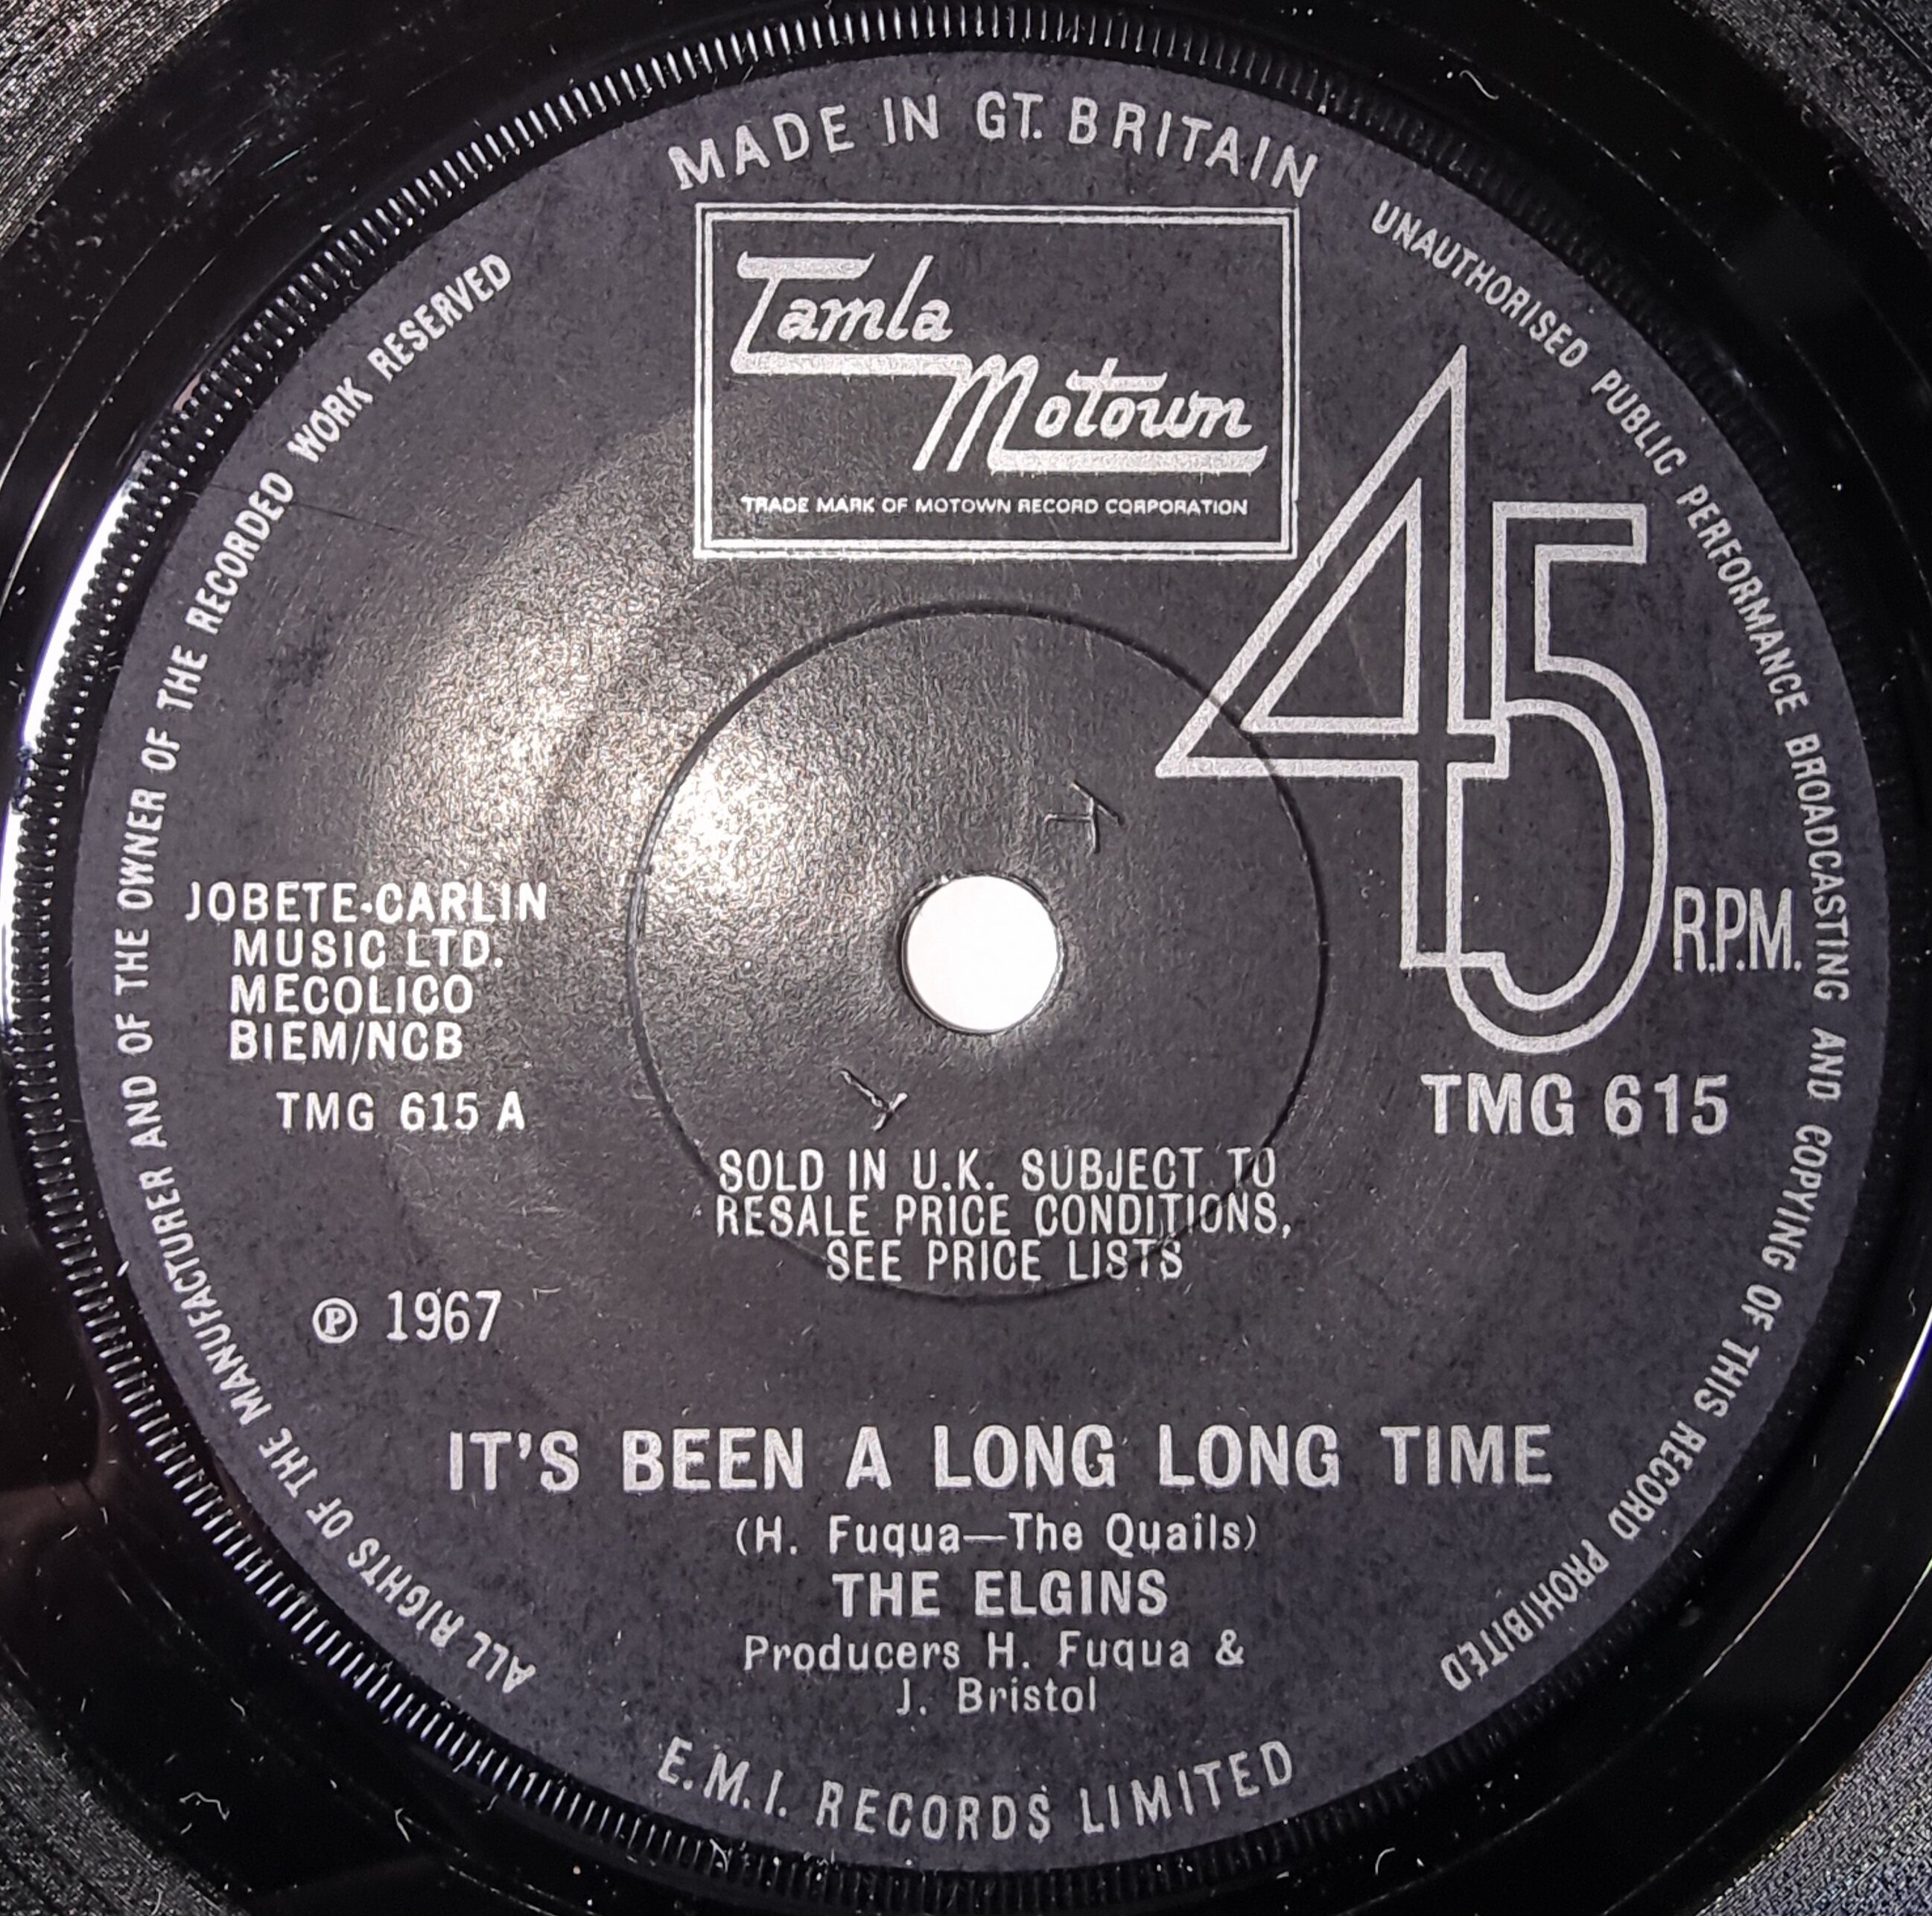 MADE IN GT. BRITAIN
UNAUTHORISED PUBLIC PERFORMANCE BROADCASTING AND COPYING OF THIS RECORD PROHIBITED
ALL RIGHTS OF THE MANUFACTURER AND OF THE OWNER OF THE RECORDED WORK RESERVED
Tamla
Motown
TRADE MARK OF MOTOWN RECORD CORPORATION
45
R.P.M.
JOBETE-CARLIN
MUSIC LTD.
MECOLICO
BIEM/NCB
TMG 615 A
TMG 615
SOLD IN U.K. SUBJECT TO
RESALE PRICE CONDITIONS,
SEE PRICE LISTS
℗ 1967
IT'S BEEN A LONG LONG TIME
(H. Fuqua—The Quails)
THE ELGINS
Producers H. Fuqua &
J. Bristol
E.M.I. RECORDS LIMITED